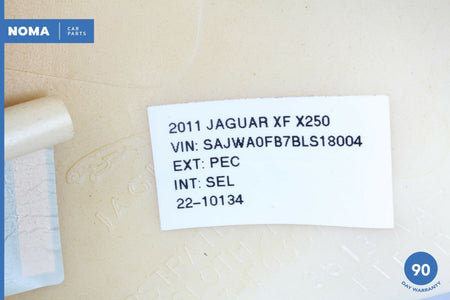 NOMA CAR PARTS
2011 JAGUAR XF X250
VIN: SAJWA0FB7BLS18004
EXT: PEC
INT: SEL
22-10134
90
DAY WARRANTY